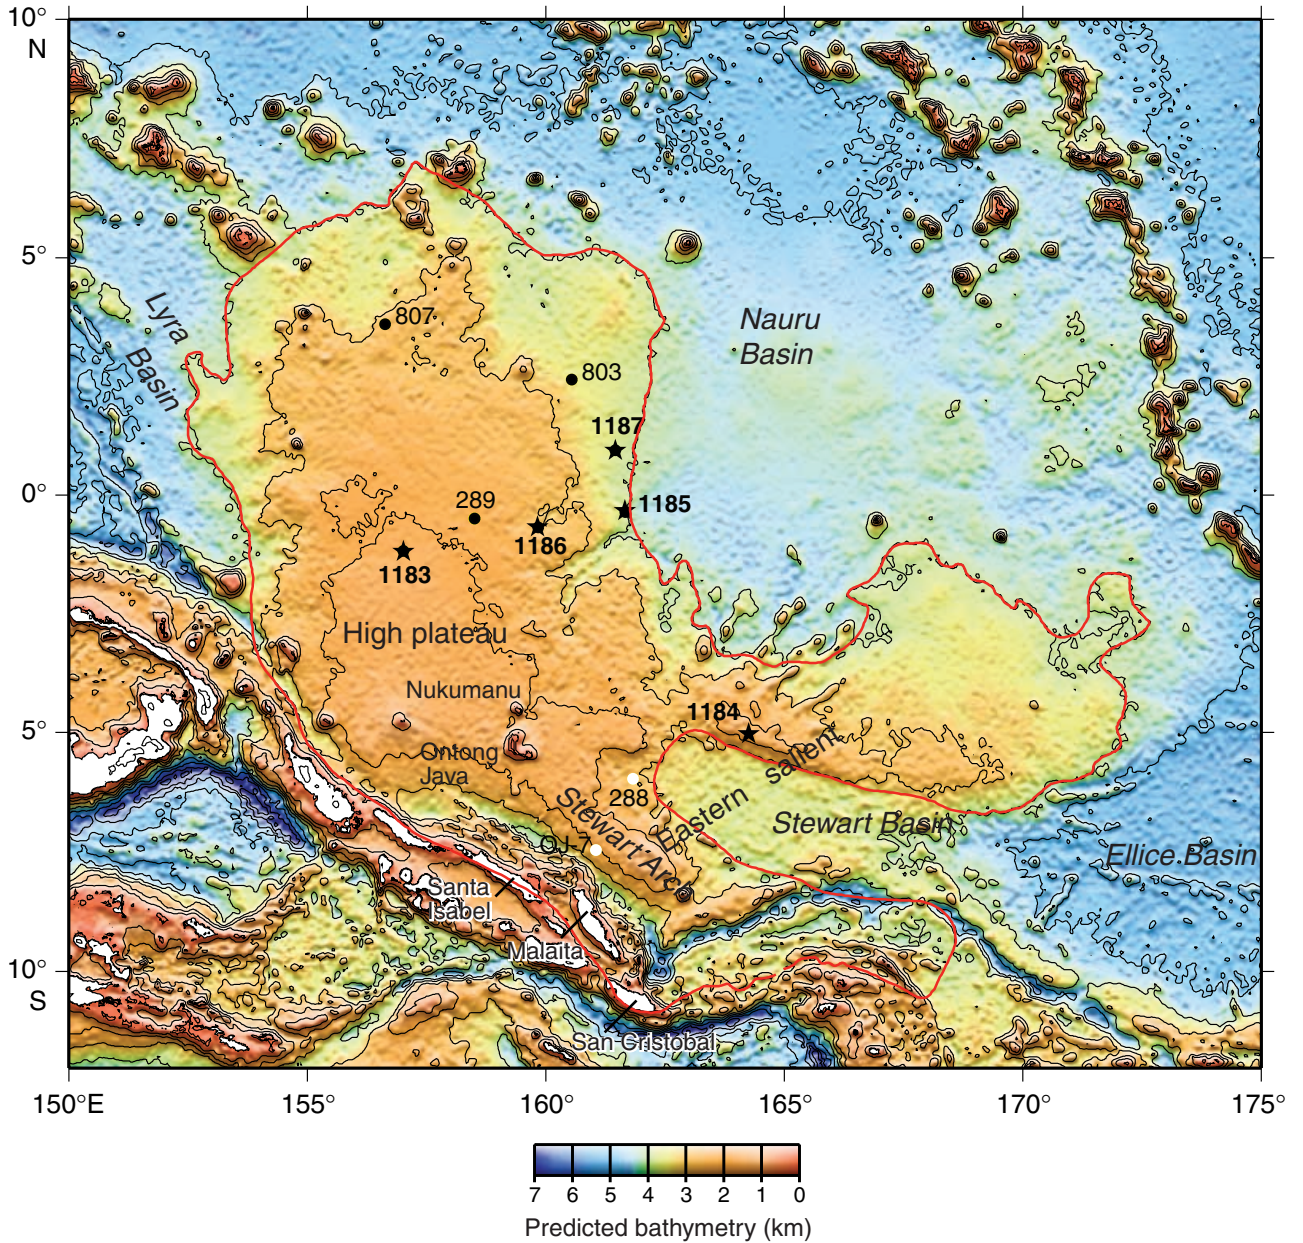 10°
N
5°
0°
5°
10°
S
Lyra
Basin
Nauru
Basin
807
803
1187
289
1185
1186
1183
High plateau
Nukumanu
1184
Ontong
Java
288
Eastern
salient
Stewart Arch
Stewart Basin
OJ-7
Ellice Basin
Santa
Isabel
Malaita
San Cristobal
150°E
155°
160°
165°
170°
175°
7
6
5
4
3
2
1
0
Predicted bathymetry (km)